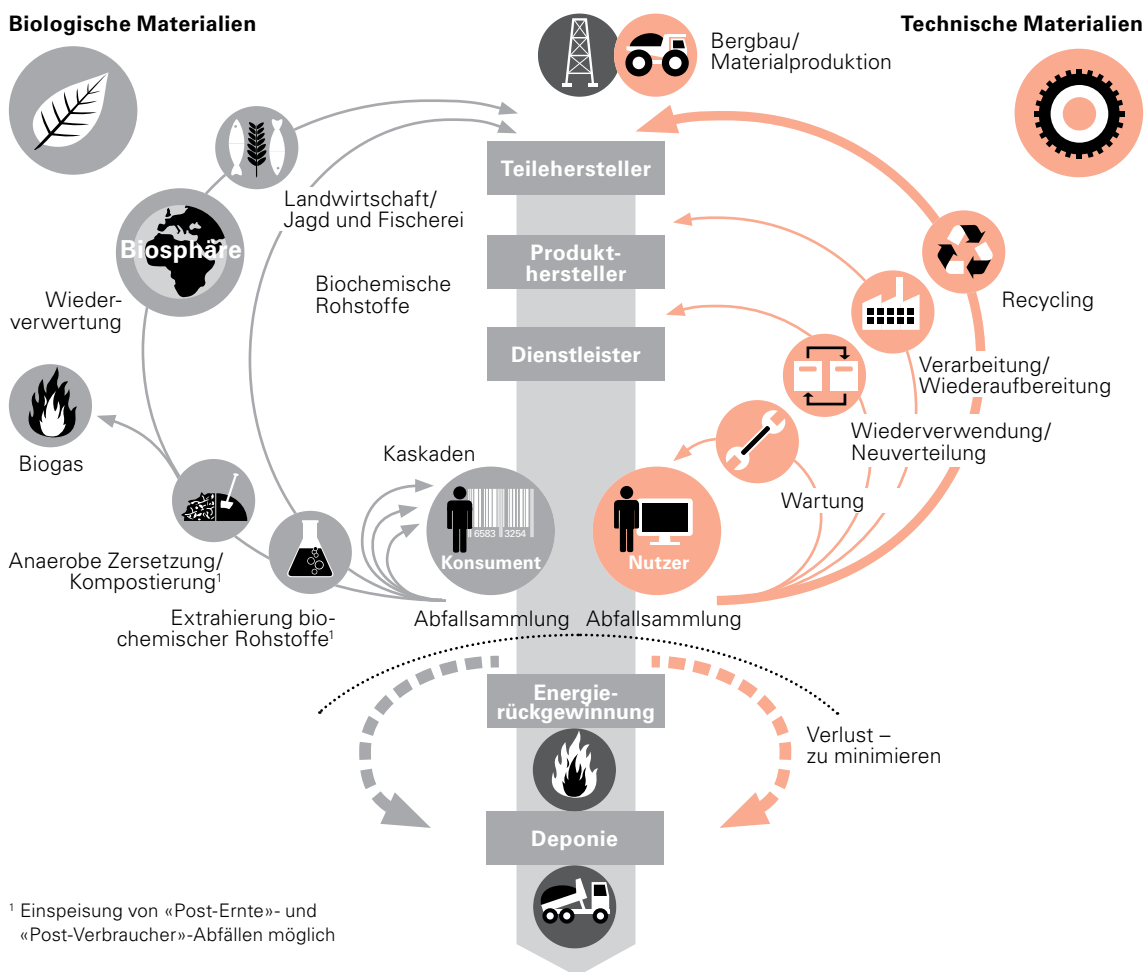 Biologische Materialien
Technische Materialien
Bergbau/
Materialproduktion
Teilehersteller
Landwirtschaft/
Jagd und Fischerei
Biosphäre
Produkt-
hersteller
Biochemische
Rohstoffe
Wieder-
verwertung
Recycling
Dienstleister
Verarbeitung/
Wiederaufbereitung
Wiederverwendung/
Neuverteilung
Biogas
Kaskaden
Wartung
6583 3254
Konsument
Nutzer
Anaerobe Zersetzung/
Kompostierung¹
Extrahierung bio-
chemischer Rohstoffe¹
Abfallsammlung
Abfallsammlung
Energie-
rückgewinnung
Verlust –
zu minimieren
Deponie
¹ Einspeisung von «Post-Ernte»- und
«Post-Verbraucher»-Abfällen möglich